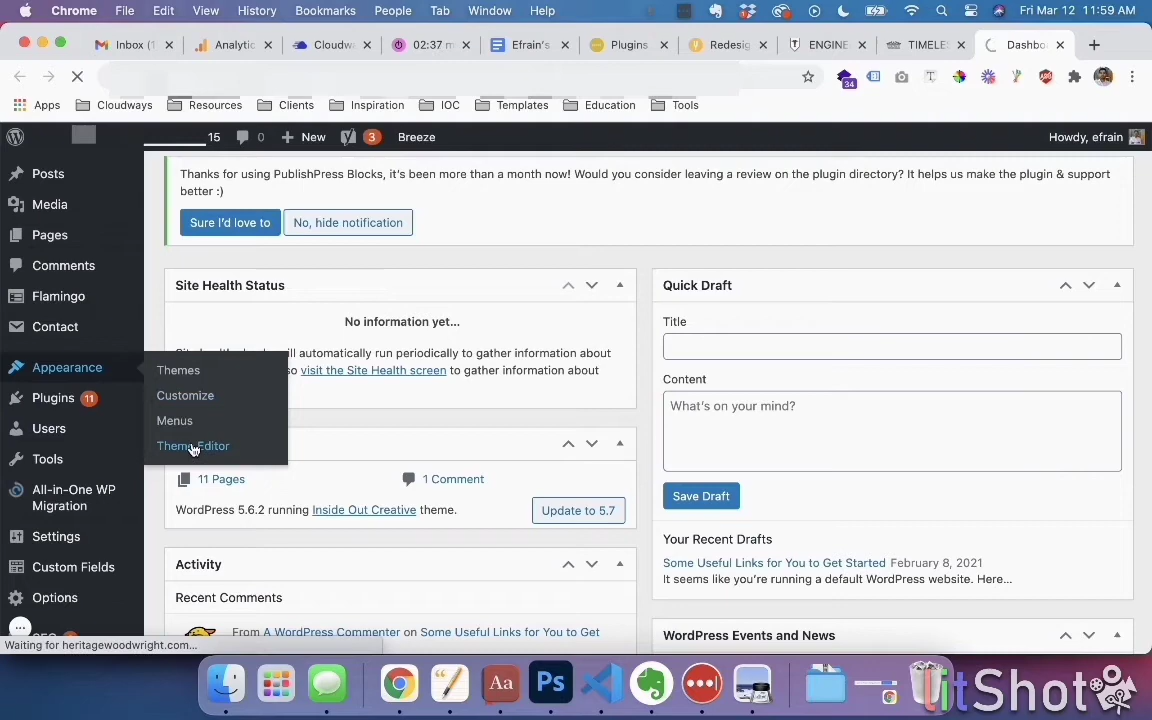 Chrome File Edit View History Bookmarks People Tab Window Help Fri Mar 12 11:59 AM
Inbox (1 Analytic Cloudwa 02:37 m Efrain's Plugins Redesig ENGINE TIMELES Dashbo
34
Apps Cloudways Resources Clients Inspiration IOC Templates Education Tools
15 0 New 3 Breeze Howdy, efrain
Thanks for using PublishPress Blocks, it's been more than a month now! Would you consider leaving a review on the plugin directory? It helps us make the plugin & support
better :)
Sure I'd love to No, hide notification
Posts
Media
Pages
Comments
Flamingo
Contact
Appearance
Plugins 11
Users
Tools
All-in-One WP
Migration
Settings
Custom Fields
Options
Themes
Customize
Menus
Theme Editor
Site Health Status
No information yet...
will automatically run periodically to gather information about
so visit the Site Health screen to gather information about
11 Pages 1 Comment
WordPress 5.6.2 running Inside Out Creative theme. Update to 5.7
Activity
Recent Comments
From A WordPress Commenter on Some Useful Links for You to Get
Quick Draft
Title
Content
What's on your mind?
Save Draft
Your Recent Drafts
Some Useful Links for You to Get Started February 8, 2021
It seems like you're running a default WordPress website. Here...
WordPress Events and News
Waiting for heritagewoodwright.com...
Aa Ps
litShot